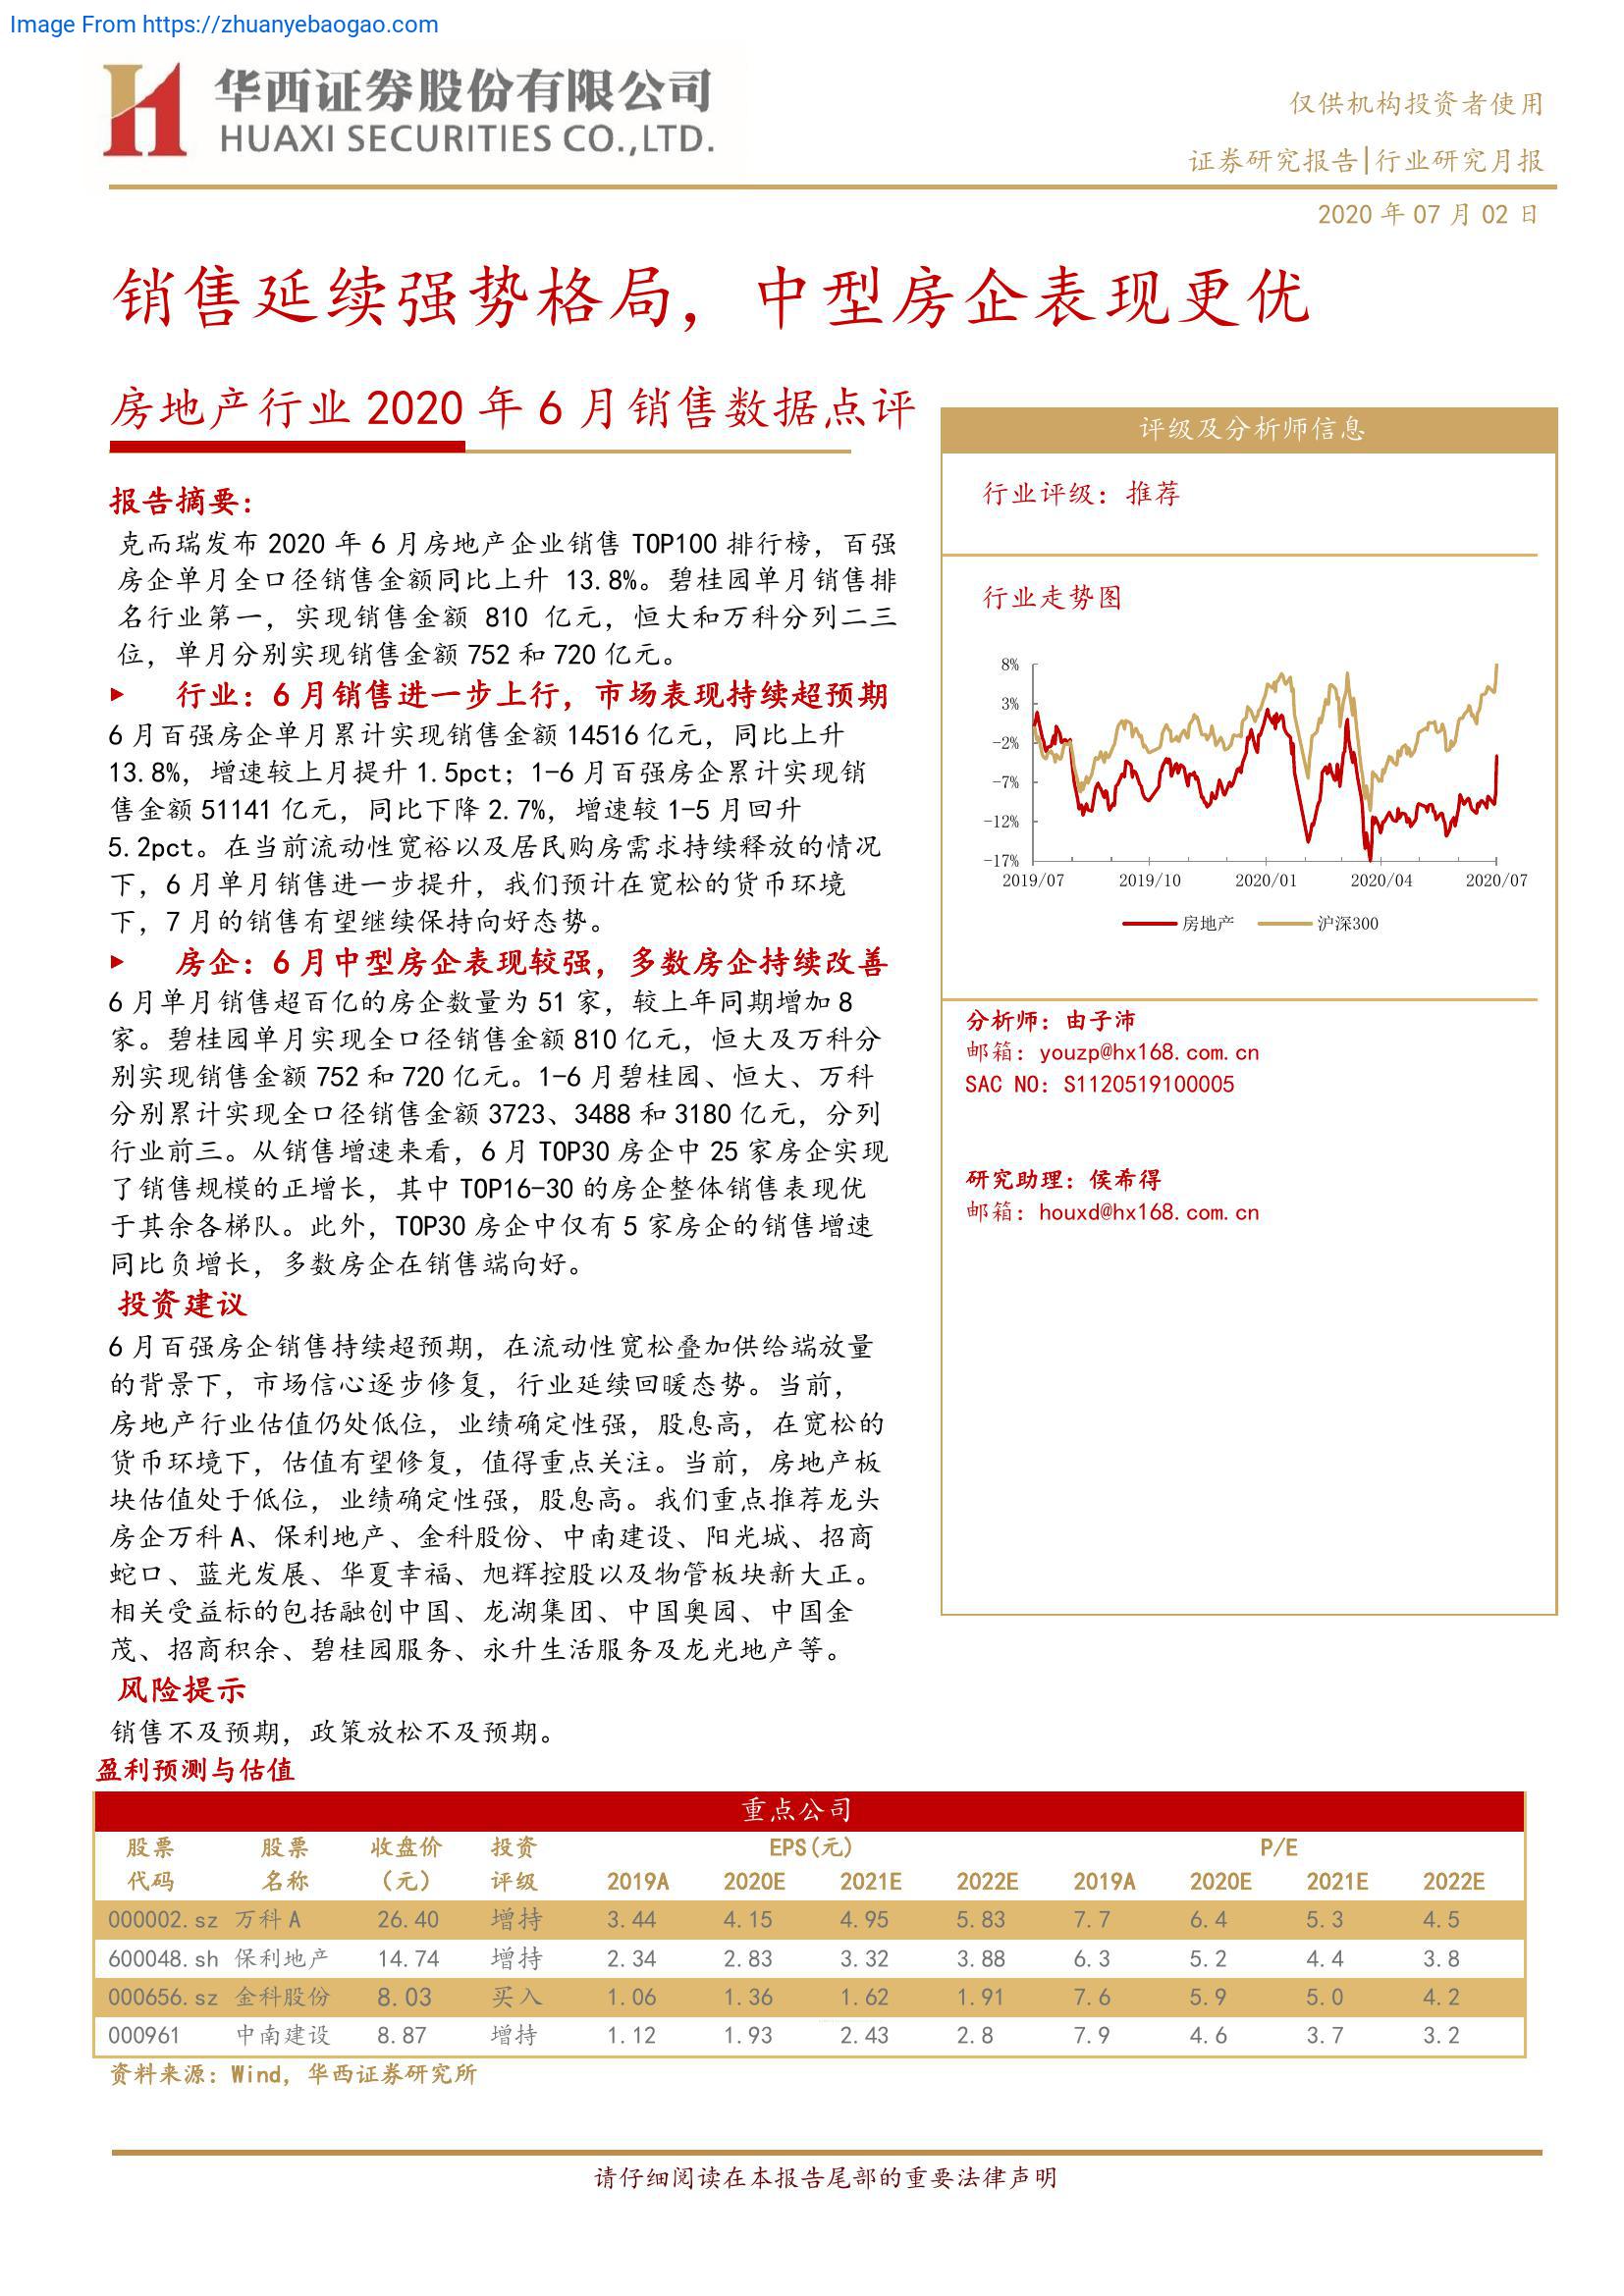 Image From https://zhuanyebaogao.com
华西证券股份有限公司
HUAXI SECURITIES CO.,LTD.
仅供机构投资者使用
证券研究报告|行业研究月报
2020 年 07 月 02 日
销售延续强势格局，中型房企表现更优
房地产行业 2020 年 6 月销售数据点评
报告摘要：
克而瑞发布 2020 年 6 月房地产企业销售 TOP100 排行榜，百强
房企单月全口径销售金额同比上升 13.8%。碧桂园单月销售排
名行业第一，实现销售金额 810 亿元，恒大和万科分列二三
位，单月分别实现销售金额 752 和 720 亿元。
► 行业：6 月销售进一步上行，市场表现持续超预期
6 月百强房企单月累计实现销售金额 14516 亿元，同比上升
13.8%，增速较上月提升 1.5pct；1-6 月百强房企累计实现销
售金额 51141 亿元，同比下降 2.7%，增速较 1-5 月回升
5.2pct。在当前流动性宽裕以及居民购房需求持续释放的情况
下，6 月单月销售进一步提升，我们预计在宽松的货币环境
下，7 月的销售有望继续保持向好态势。
► 房企：6 月中型房企表现较强，多数房企持续改善
6 月单月销售超百亿的房企数量为 51 家，较上年同期增加 8
家。碧桂园单月实现全口径销售金额 810 亿元，恒大及万科分
别实现销售金额 752 和 720 亿元。1-6 月碧桂园、恒大、万科
分别累计实现全口径销售金额 3723、3488 和 3180 亿元，分列
行业前三。从销售增速来看，6 月 TOP30 房企中 25 家房企实现
了销售规模的正增长，其中 TOP16-30 的房企整体销售表现优
于其余各梯队。此外，TOP30 房企中仅有 5 家房企的销售增速
同比负增长，多数房企在销售端向好。
投资建议
6 月百强房企销售持续超预期，在流动性宽松叠加供给端放量
的背景下，市场信心逐步修复，行业延续回暖态势。当前，
房地产行业估值仍处低位，业绩确定性强，股息高，在宽松的
货币环境下，估值有望修复，值得重点关注。当前，房地产板
块估值处于低位，业绩确定性强，股息高。我们重点推荐龙头
房企万科 A、保利地产、金科股份、中南建设、阳光城、招商
蛇口、蓝光发展、华夏幸福、旭辉控股以及物管板块新大正。
相关受益标的包括融创中国、龙湖集团、中国奥园、中国金
茂、招商积余、碧桂园服务、永升生活服务及龙光地产等。
风险提示
销售不及预期，政策放松不及预期。
评级及分析师信息
行业评级：推荐
行业走势图
8%
3%
-2%
-7%
-12%
-17%
2019/07 2019/10 2020/01 2020/04 2020/07
房地产 沪深300
分析师：由子沛
邮箱：youzp@hx168.com.cn
SAC NO：S1120519100005
研究助理：侯希得
邮箱：houxd@hx168.com.cn
盈利预测与估值
重点公司
股票 股票 收盘价 投资 EPS(元) P/E
代码 名称 （元） 评级 2019A 2020E 2021E 2022E 2019A 2020E 2021E 2022E
000002.sz 万科 A 26.40 增持 3.44 4.15 4.95 5.83 7.7 6.4 5.3 4.5
600048.sh 保利地产 14.74 增持 2.34 2.83 3.32 3.88 6.3 5.2 4.4 3.8
000656.sz 金科股份 8.03 买入 1.06 1.36 1.62 1.91 7.6 5.9 5.0 4.2
000961 中南建设 8.87 增持 1.12 1.93 2.43 2.8 7.9 4.6 3.7 3.2
资料来源：Wind，华西证券研究所
请仔细阅读在本报告尾部的重要法律声明